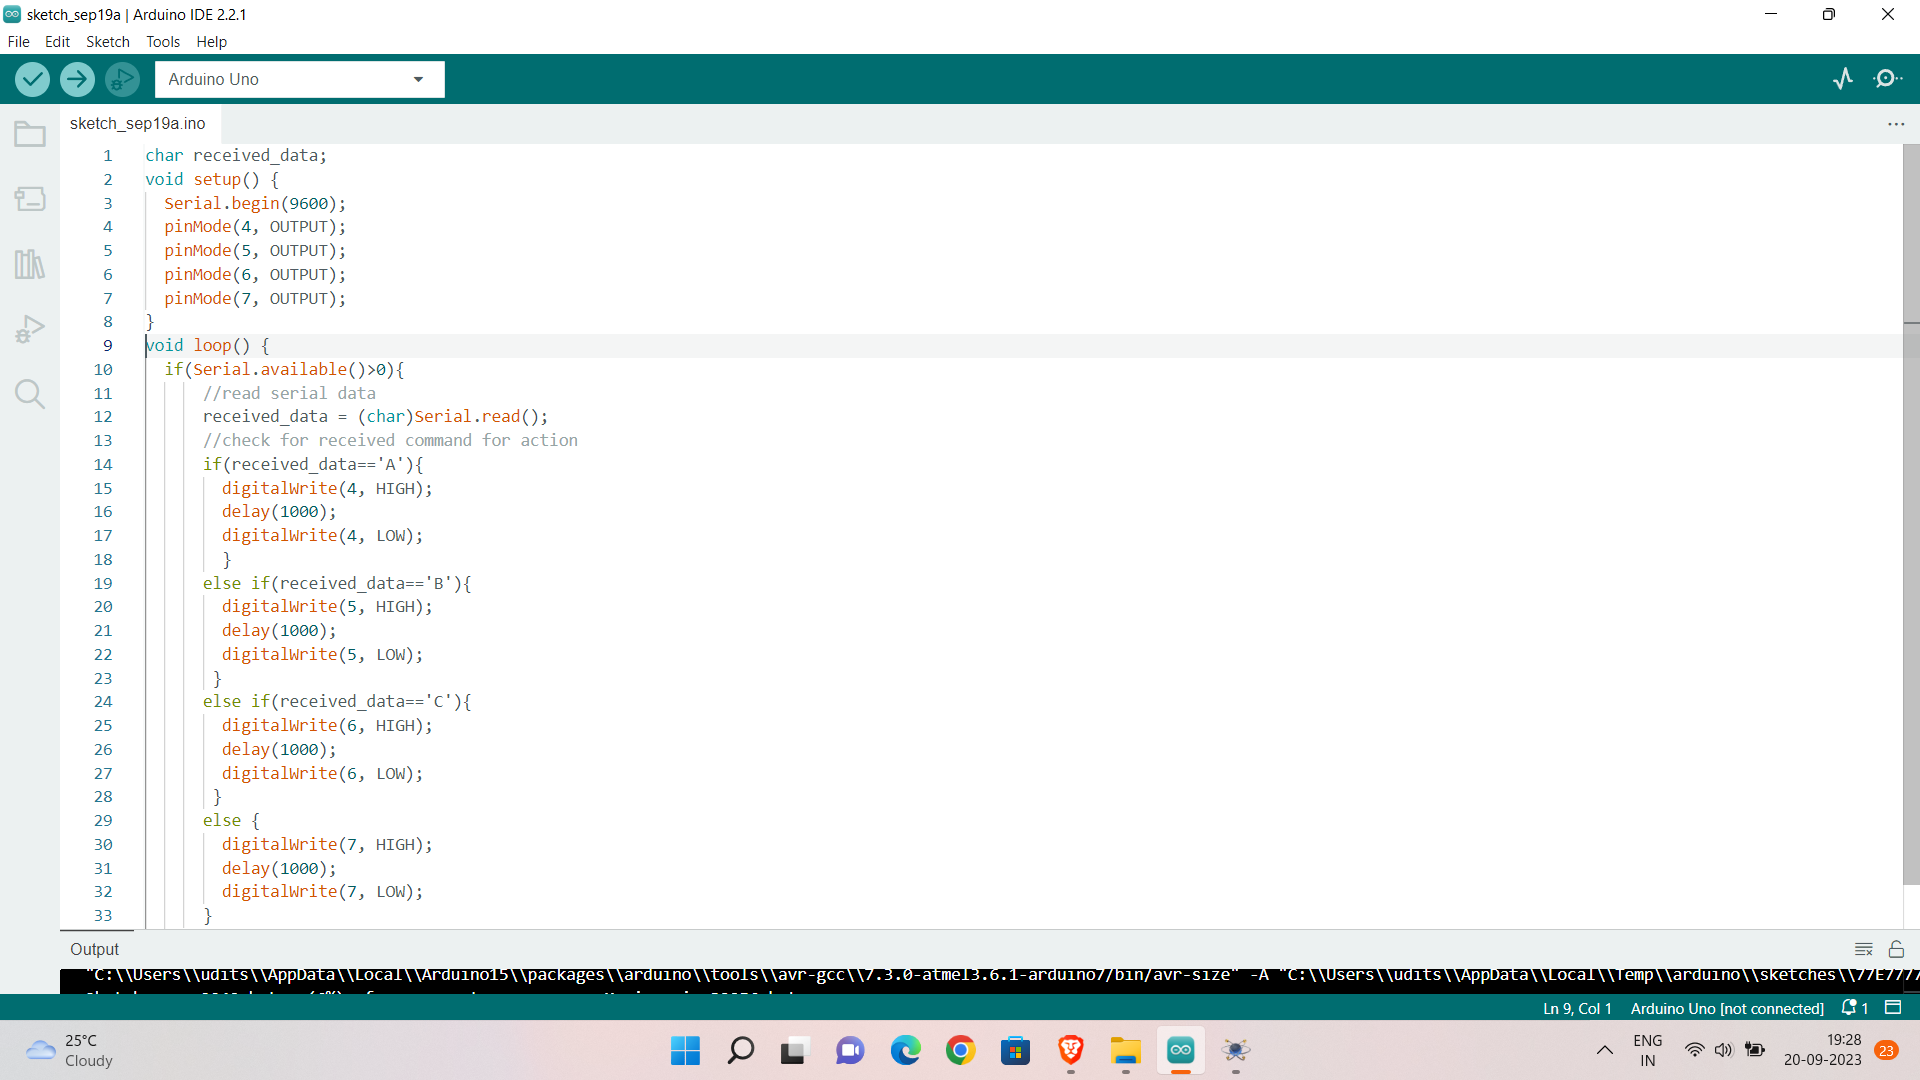 sketch_sep19a | Arduino IDE 2.2.1
File Edit Sketch Tools Help
Arduino Uno
sketch_sep19a.ino
1 char received_data;
2 void setup() {
3 Serial.begin(9600);
4 pinMode(4, OUTPUT);
5 pinMode(5, OUTPUT);
6 pinMode(6, OUTPUT);
7 pinMode(7, OUTPUT);
8 }
9 void loop() {
10 if(Serial.available()>0){
11 //read serial data
12 received_data = (char)Serial.read();
13 //check for received command for action
14 if(received_data=='A'){
15 digitalWrite(4, HIGH);
16 delay(1000);
17 digitalWrite(4, LOW);
18 }
19 else if(received_data=='B'){
20 digitalWrite(5, HIGH);
21 delay(1000);
22 digitalWrite(5, LOW);
23 }
24 else if(received_data=='C'){
25 digitalWrite(6, HIGH);
26 delay(1000);
27 digitalWrite(6, LOW);
28 }
29 else {
30 digitalWrite(7, HIGH);
31 delay(1000);
32 digitalWrite(7, LOW);
33 }
Output
"C:\\Users\\udits\\AppData\\Local\\Arduino15\\packages\\arduino\\tools\\avr-gcc\\7.3.0-atmel3.6.1-arduino7/bin/avr-size" -A "C:\\Users\\udits\\AppData\\Local\\Temp\\arduino\\sketches\\77E7777
Ln 9, Col 1 Arduino Uno [not connected] 1
25°C
Cloudy
ENG
IN
19:28
20-09-2023
23